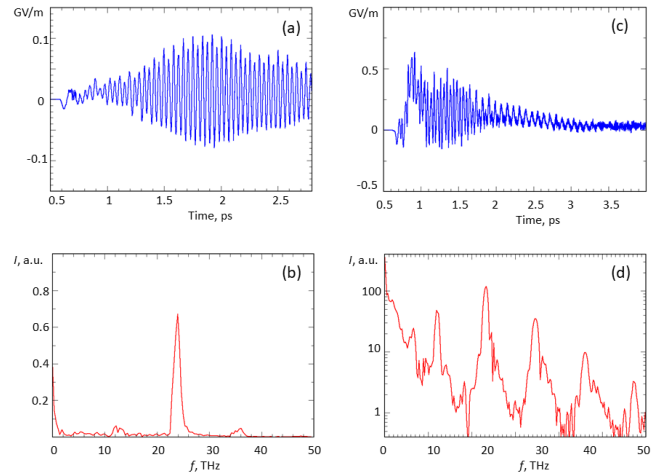 GV/m
(a)
0.1
0
-0.1
0.5 1 1.5 2 2.5
Time, ps
GV/m
(c)
0.5
0
-0.5
0.5 1 1.5 2 2.5 3 3.5
Time, ps
I, a.u.
(b)
0.8
0.6
0.4
0.2
0 10 20 30 40 50
f, THz
I, a.u.
(d)
100
10
1
0 10 20 30 40 50
f, THz